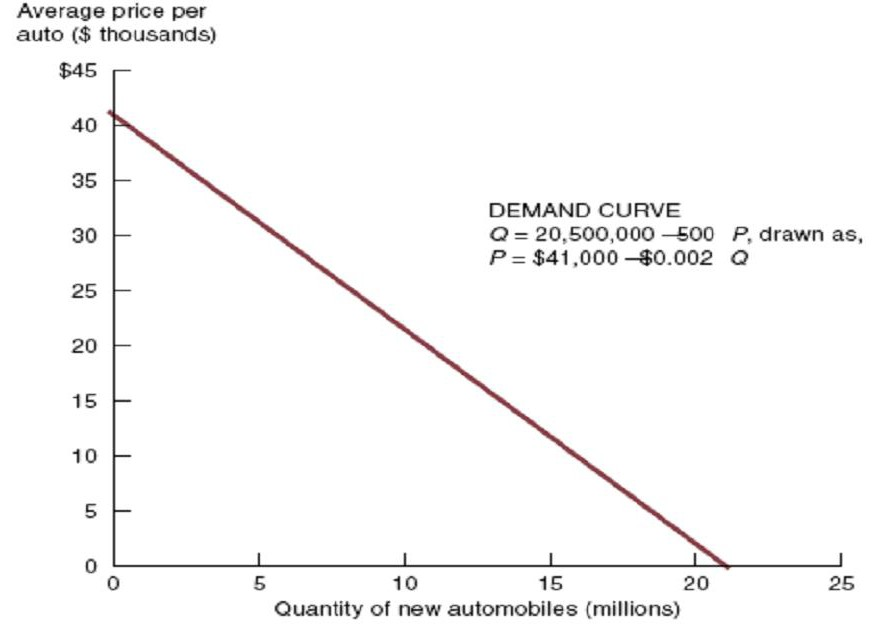 Average price per
auto ($ thousands)
$45
40
35
30
25
20
15
10
5
0
DEMAND CURVE
Q = 20,500,000 –500 P, drawn as,
P = $41,000 –$0.002 Q
0 5 10 15 20 25
Quantity of new automobiles (millions)